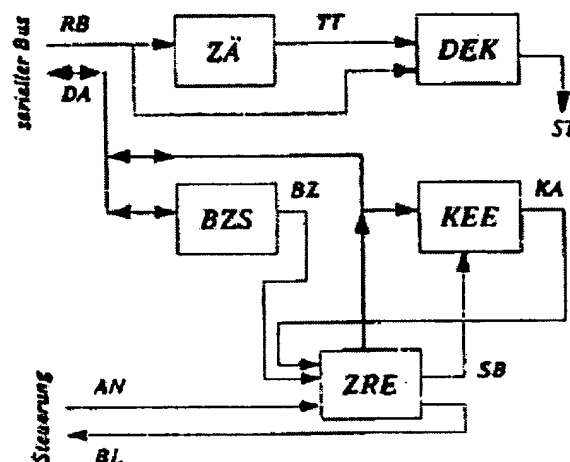 serieller Bus
RB
ZÄ
TT
DEK
DA
ST
BZS
BZ
KEE
KA
ZRE
SB
Steuerung
AN
BL